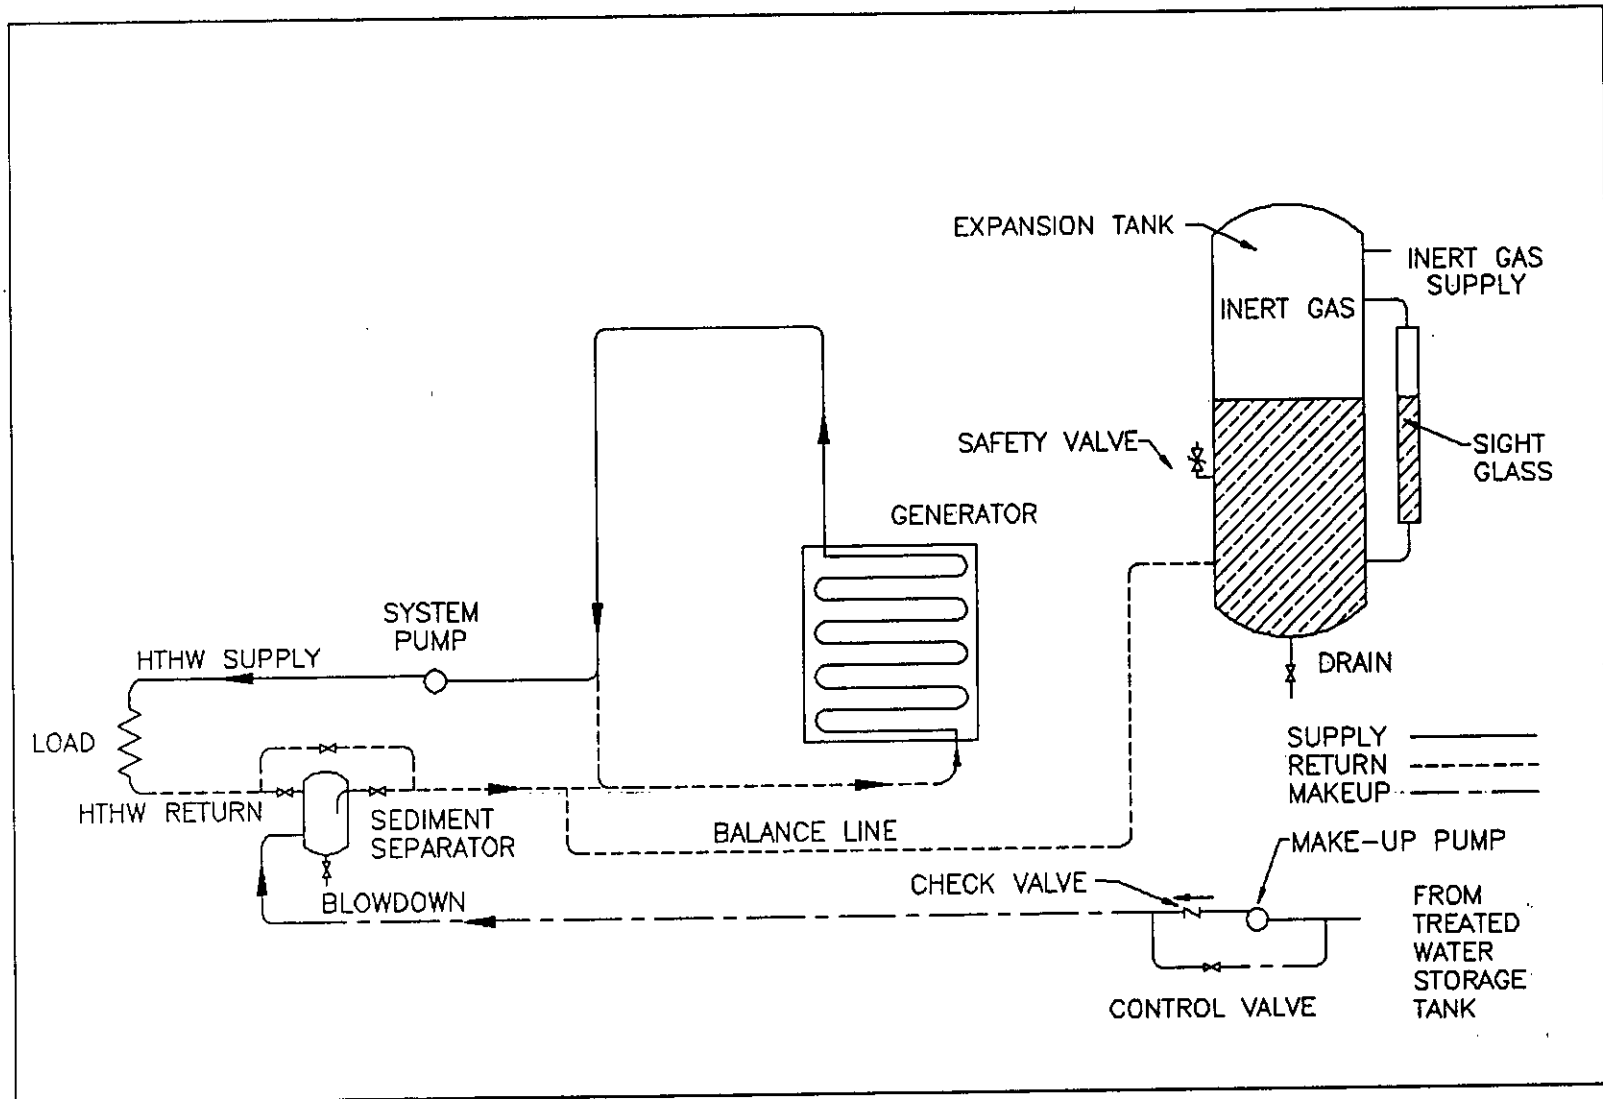 EXPANSION TANK
INERT GAS
SUPPLY
INERT GAS
SAFETY VALVE
SIGHT
GLASS
GENERATOR
SYSTEM
PUMP
HTHW SUPPLY
DRAIN
LOAD
SUPPLY
RETURN
MAKEUP
HTHW RETURN
SEDIMENT
SEPARATOR
BALANCE LINE
MAKE-UP PUMP
CHECK VALVE
BLOWDOWN
FROM
TREATED
WATER
STORAGE
TANK
CONTROL VALVE